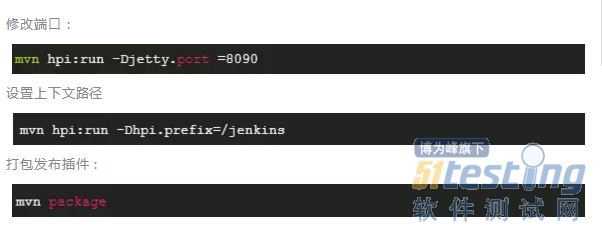 修改端口：
mvn hpi:run -Djetty.port =8090
设置上下文路径
mvn hpi:run -Dhpi.prefix=/jenkins
打包发布插件：
mvn package
博为峰旗下
51testing
软件测试网